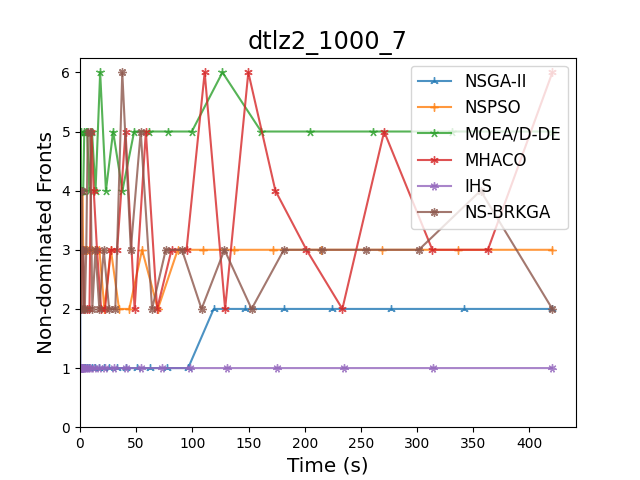 dtlz2_1000_7
6
5
4
3
2
1
0
Non-dominated Fronts
0 50 100 150 200 250 300 350 400
Time (s)
NSGA-II
NSPSO
MOEA/D-DE
MHACO
IHS
NS-BRKGA